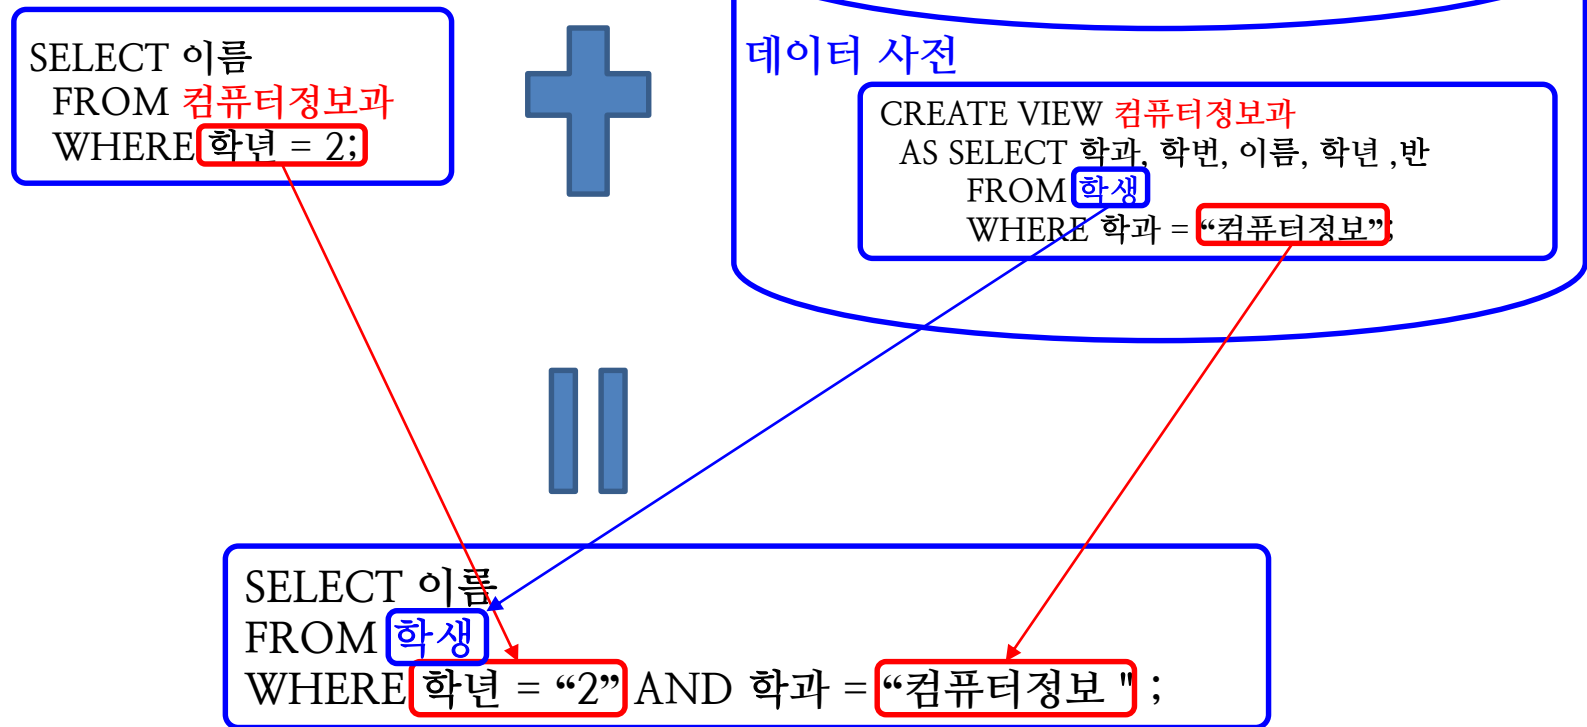 SELECT 이름
FROM 컴퓨터정보과
WHERE 학년 = 2;
데이터 사전
CREATE VIEW 컴퓨터정보과
AS SELECT 학과, 학번, 이름, 학년 ,반
FROM 학생
WHERE 학과 = “컴퓨터정보”;
SELECT 이름
FROM 학생
WHERE 학년 = “2” AND 학과 = “컴퓨터정보 " ;